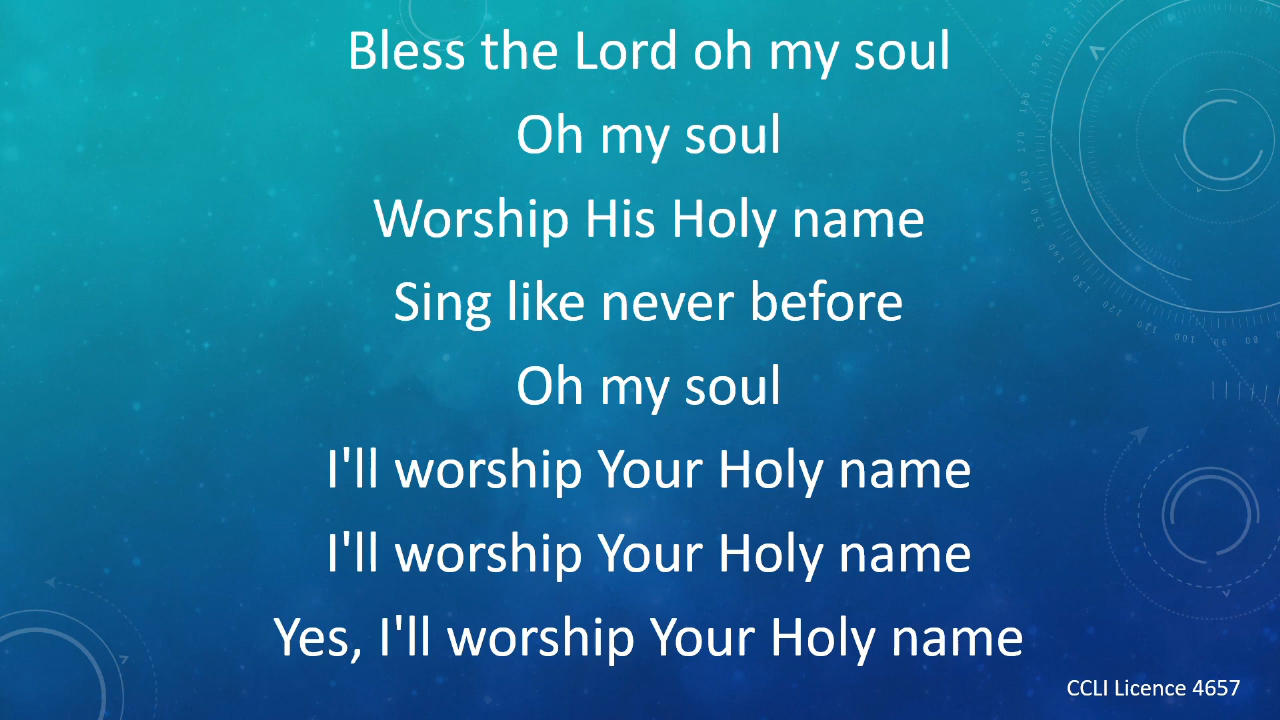 Bless the Lord oh my soul
Oh my soul
Worship His Holy name
Sing like never before
Oh my soul
I'll worship Your Holy name
I'll worship Your Holy name
Yes, I'll worship Your Holy name
CCLI Licence 4657